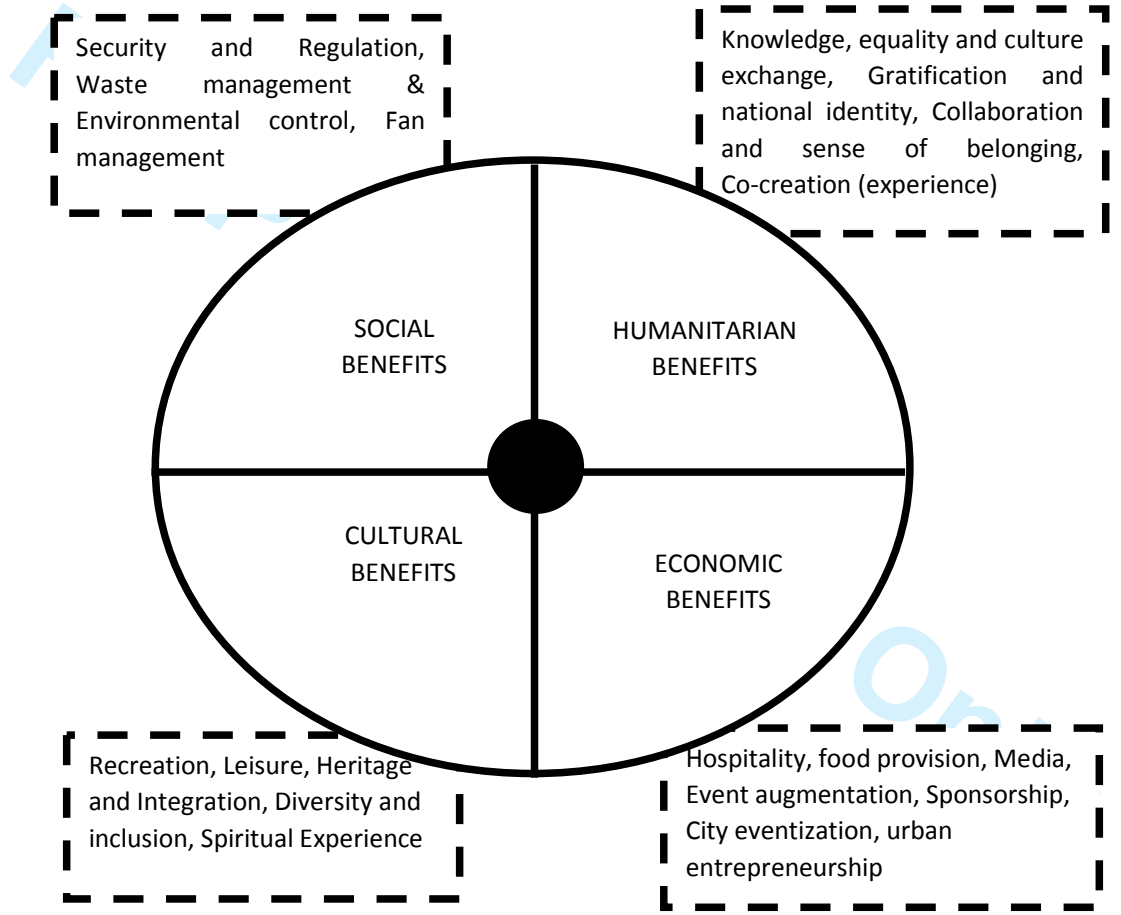 Security and Regulation,
Waste management &
Environmental control, Fan
management
Knowledge, equality and culture
exchange, Gratification and
national identity, Collaboration
and sense of belonging,
Co-creation (experience)
SOCIAL
BENEFITS
HUMANITARIAN
BENEFITS
CULTURAL
BENEFITS
ECONOMIC
BENEFITS
Recreation, Leisure, Heritage
and Integration, Diversity and
inclusion, Spiritual Experience
Hospitality, food provision, Media,
Event augmentation, Sponsorship,
City eventization, urban
entrepreneurship